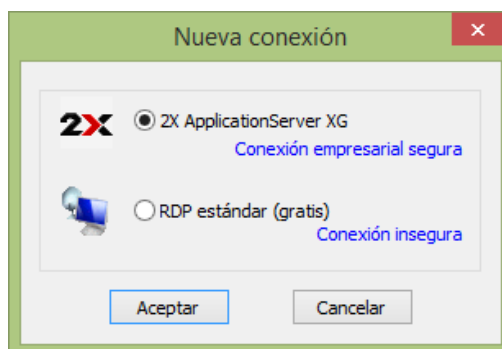 Nueva conexión
2X
2X ApplicationServer XG
Conexión empresarial segura
RDP estándar (gratis)
Conexión insegura
Aceptar
Cancelar